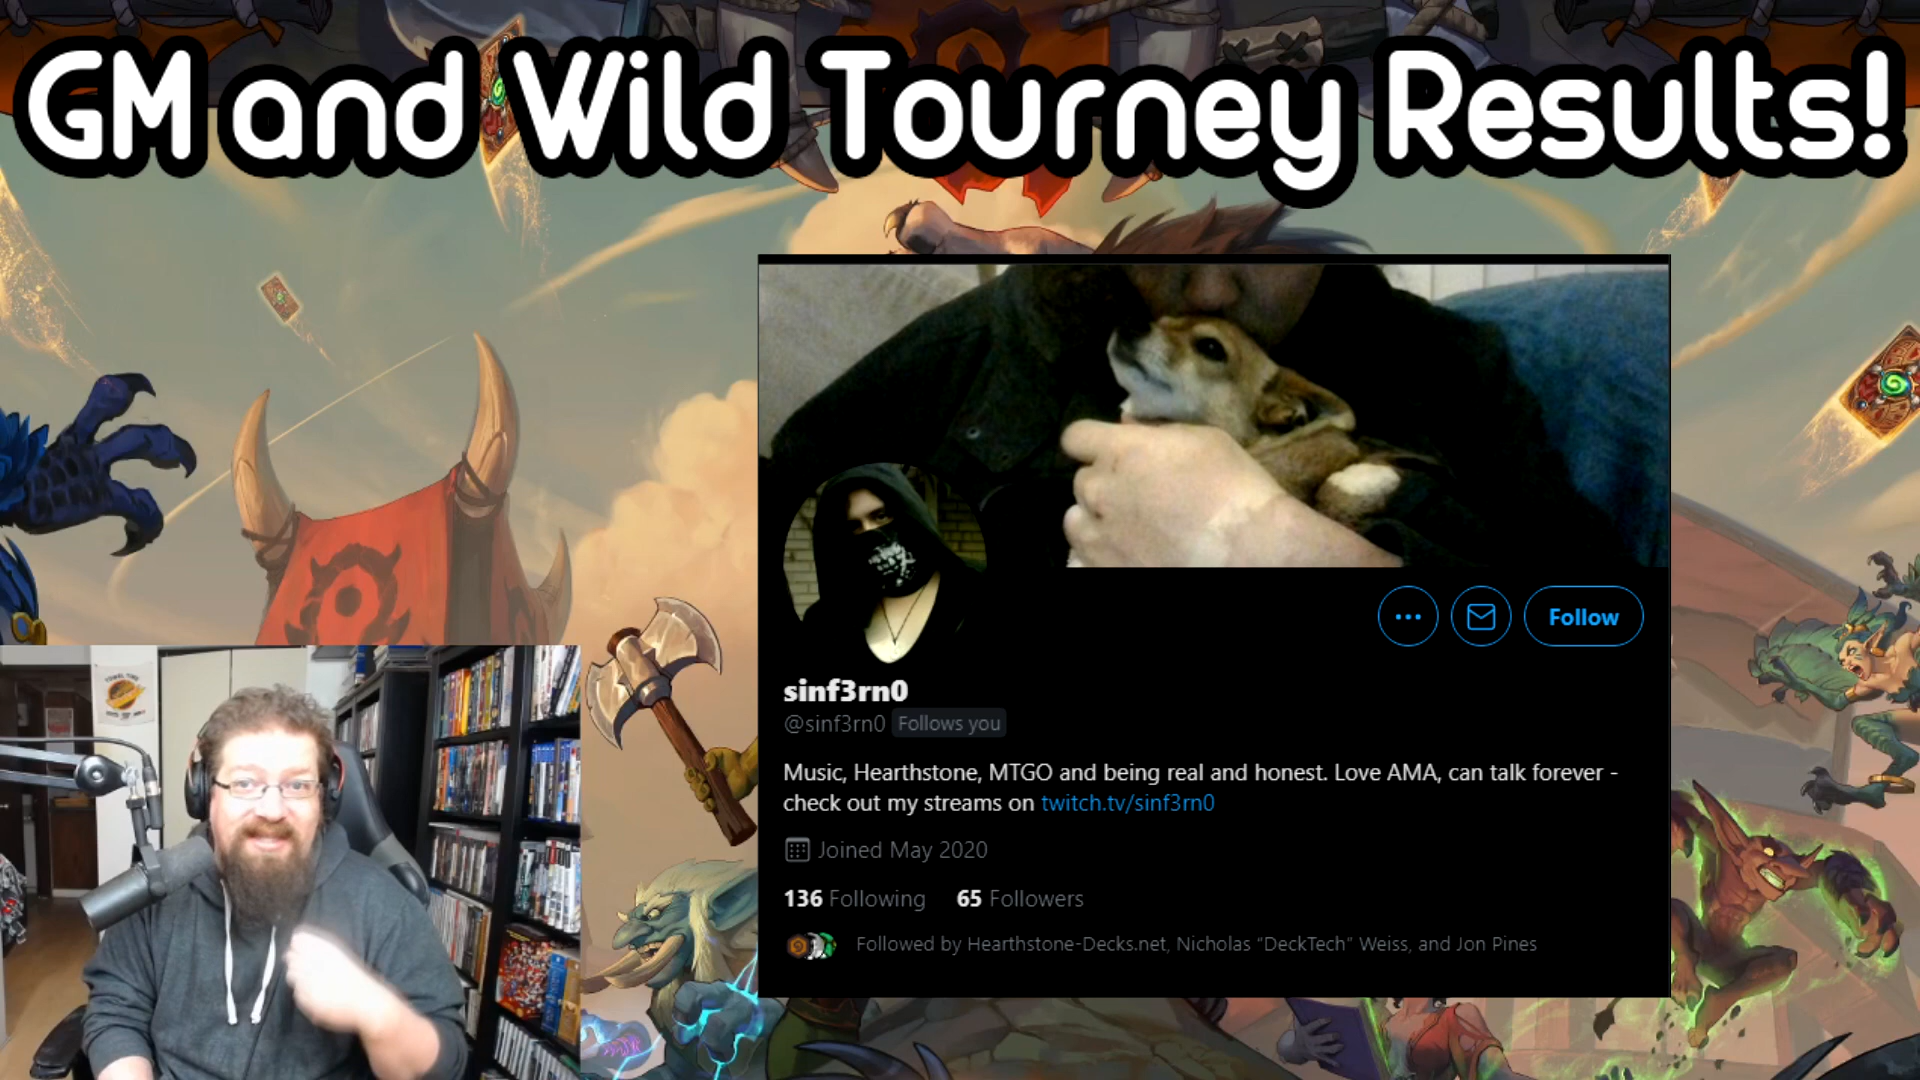 GM and Wild Tourney Results!
Follow
sinf3rn0
@sinf3rn0 Follows you
Music, Hearthstone, MTGO and being real and honest. Love AMA, can talk forever -
check out my streams on twitch.tv/sinf3rn0
Joined May 2020
136 Following 65 Followers
Followed by Hearthstone-Decks.net, Nicholas “DeckTech” Weiss, and Jon Pines